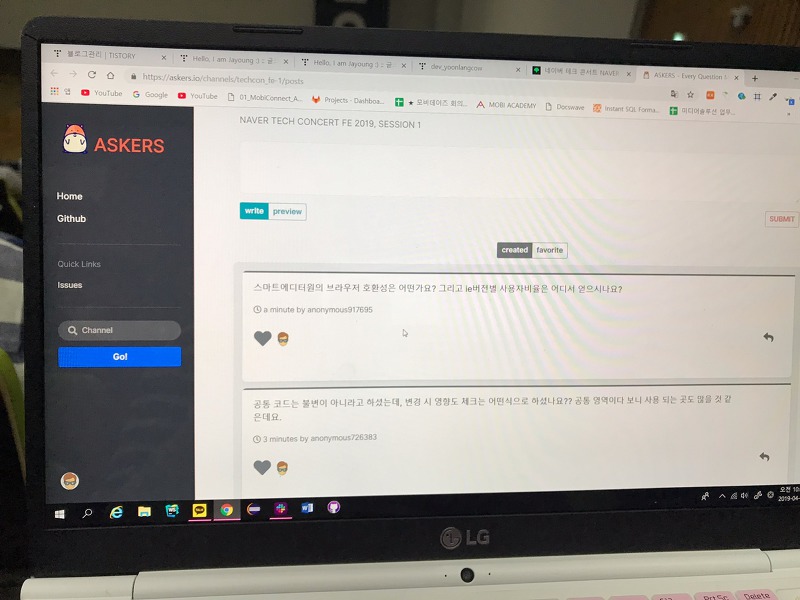 블로그관리 | TISTORY
Hello, I am Jayoung :) : 글
Hello, I am Jayoung :) : 글
dev_yoonlangcow
네이버 테크 콘서트 NAVER
ASKERS - Every Question
https://askers.io/channels/techcon_fe-1/posts
앱
YouTube
Google
YouTube
01_MobiConnect_A...
Projects - Dashboa...
★ 모비데이즈 회의...
MOBI ACADEMY
Docswave
Instant SQL Forma...
미디어솔루션 업무...
ASKERS
Home
Github
Quick Links
Issues
Channel
Go!
NAVER TECH CONCERT FE 2019, SESSION 1
write
preview
SUBMIT
created
favorite
스마트에디터원의 브라우저 호환성은 어떤가요? 그리고 ie버전별 사용자비율은 어디서 얻으시나요?
a minute by anonymous917695
공통 코드는 불변이 아니라고 하셨는데, 변경 시 영향도 체크는 어떤식으로 하셨나요?? 공통 영역이다 보니 사용 되는 곳도 많을 것 같
은데요.
3 minutes by anonymous726383
오전 10:
2019-04-
LG
PrtSc
Delete